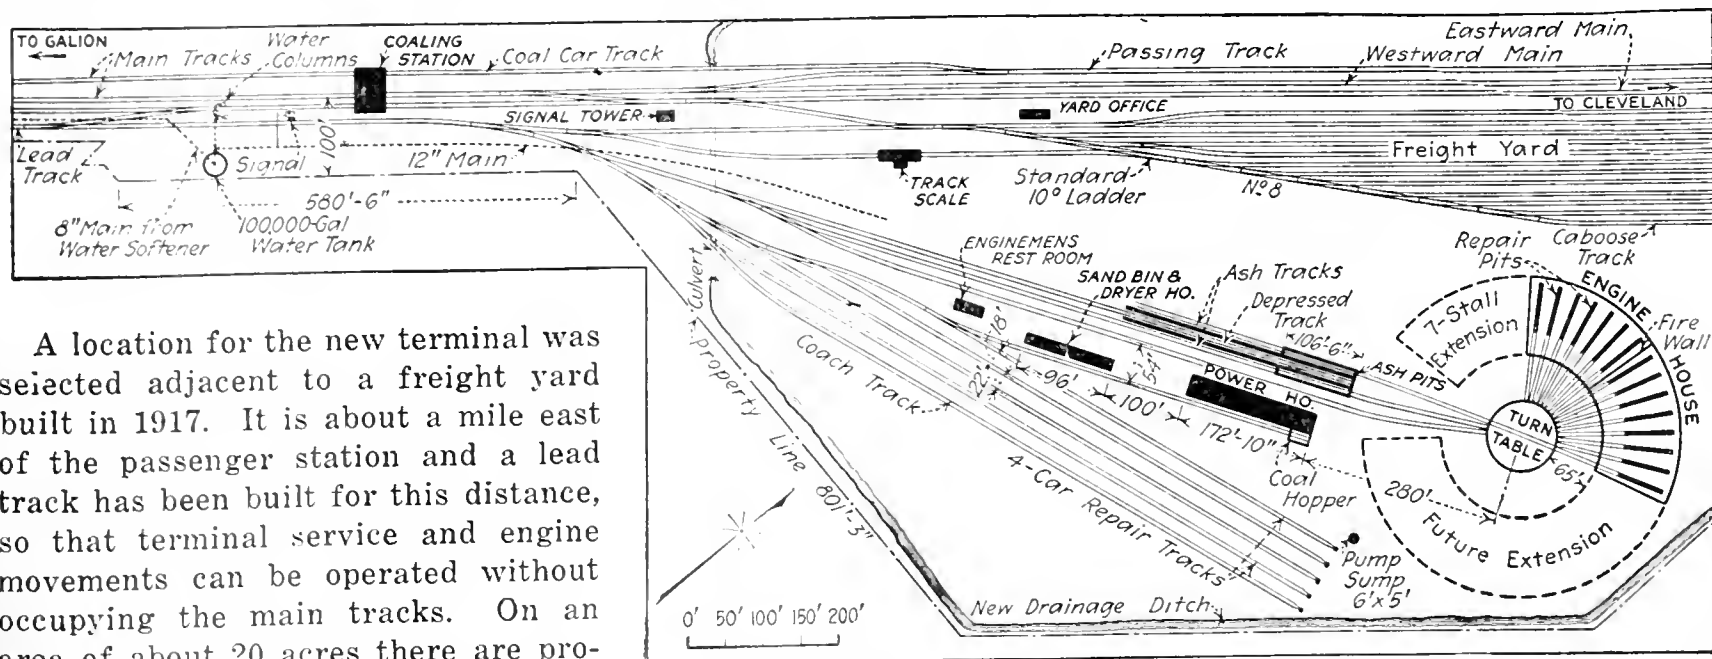 TO GALION
Main Tracks
Water
Columns
COALING
STATION
Coal Car Track
Passing Track
Eastward Main
Westward Main
TO CLEVELAND
SIGNAL TOWER
YARD OFFICE
Lead
Track
Signal
100'
12" Main
580'-6"
8" Main from
Water Softener
100,000-Gal
Water Tank
TRACK
SCALE
Standard
10° Ladder
Nº 8
Freight Yard
Repair
Pits
Caboose
Track
ENGINE HOUSE
Fire
Wall
7-Stall
Extension
ENGINEMENS
REST ROOM
SAND BIN &
DRYER HO.
Ash Tracks
Depressed
Track
106'-6"
ASH PITS
Culvert
Property Line 801'-3"
Coach Track
18'
22'
96'
54'
100'
POWER HO.
172'-10"
Coal
Hopper
280'
TURN
TABLE
65'
Future Extension
4-Car Repair Tracks
Pump
Sump
6'x5'
New Drainage Ditch
0' 50' 100' 150' 200'
A location for the new terminal was
selected adjacent to a freight yard
built in 1917. It is about a mile east
of the passenger station and a lead
track has been built for this distance,
so that terminal service and engine
movements can be operated without
occupying the main tracks. On an
area of about 20 acres there are pro-